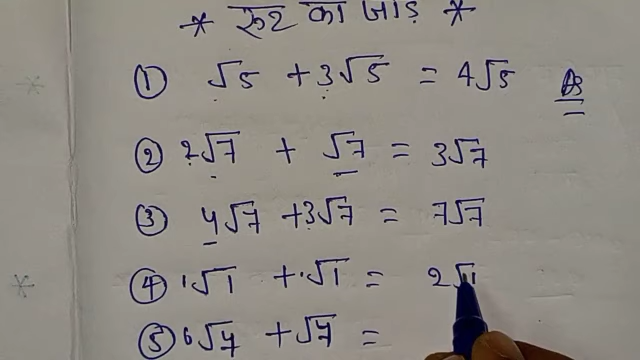 * रूट का जोड़ *
① √5 + 3√5 = 4√5 Ans
② 2√7 + √7 = 3√7
③ 4√7 + 3√7 = 7√7
④ 1√1 + 1√1 = 2√1
⑤ 6√7 + √7 =